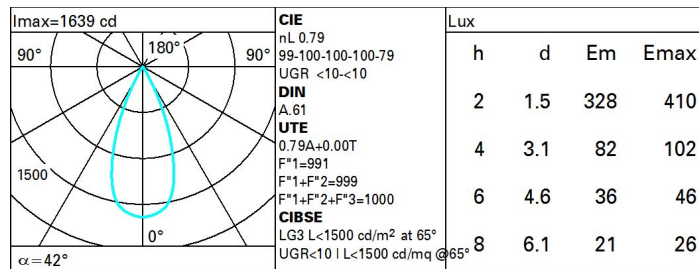 Imax=1639 cd
90°
180°
90°
1500
0°
α=42°
CIE
nL 0.79
99-100-100-100-79
UGR <10-<10
DIN
A.61
UTE
0.79A+0.00T
F"1=991
F"1+F"2=999
F"1+F"2+F"3=1000
CIBSE
LG3 L<1500 cd/m² at 65°
UGR<10 | L<1500 cd/mq @65°
Lux
h d Em Emax
2 1.5 328 410
4 3.1 82 102
6 4.6 36 46
8 6.1 21 26